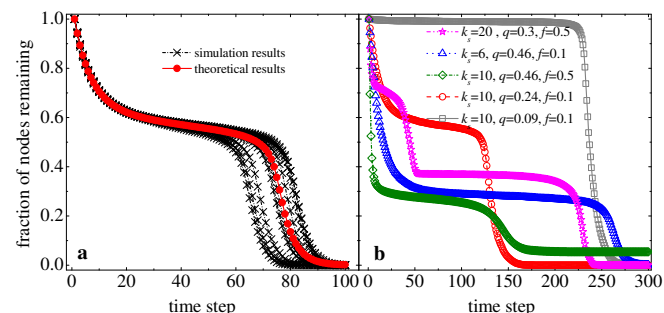 fraction of nodes remaining
1.0
0.8
0.6
0.4
0.2
0.0
simulation results
theoretical results
a
0 20 40 60 80 100
time step
k_s=20 , q=0.3, f=0.5
k_s=6, q=0.46, f=0.1
k_s=10, q=0.46, f=0.5
k_s=10, q=0.24, f=0.1
k_s=10, q=0.09, f=0.1
b
0 50 100 150 200 250 300
time step